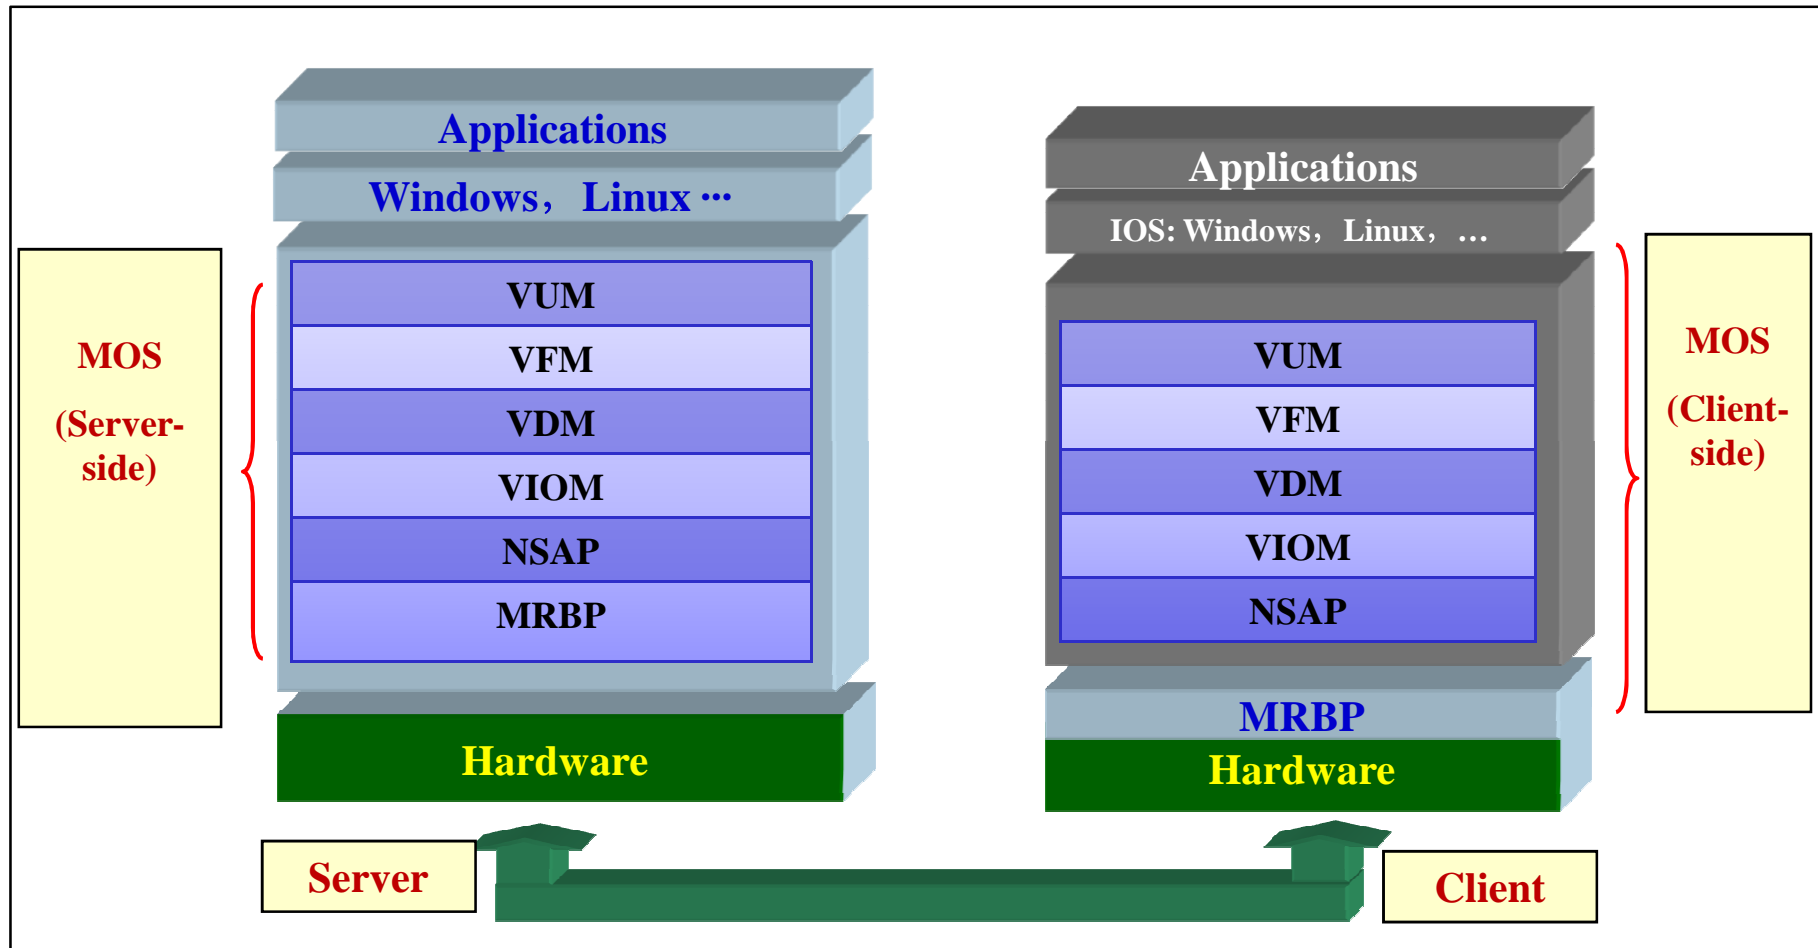 Applications
Windows，Linux ···
MOS
(Server-
side)
VUM
VFM
VDM
VIOM
NSAP
MRBP
Hardware
Server
Applications
IOS: Windows，Linux，…
VUM
VFM
VDM
VIOM
NSAP
MRBP
Hardware
MOS
(Client-
side)
Client